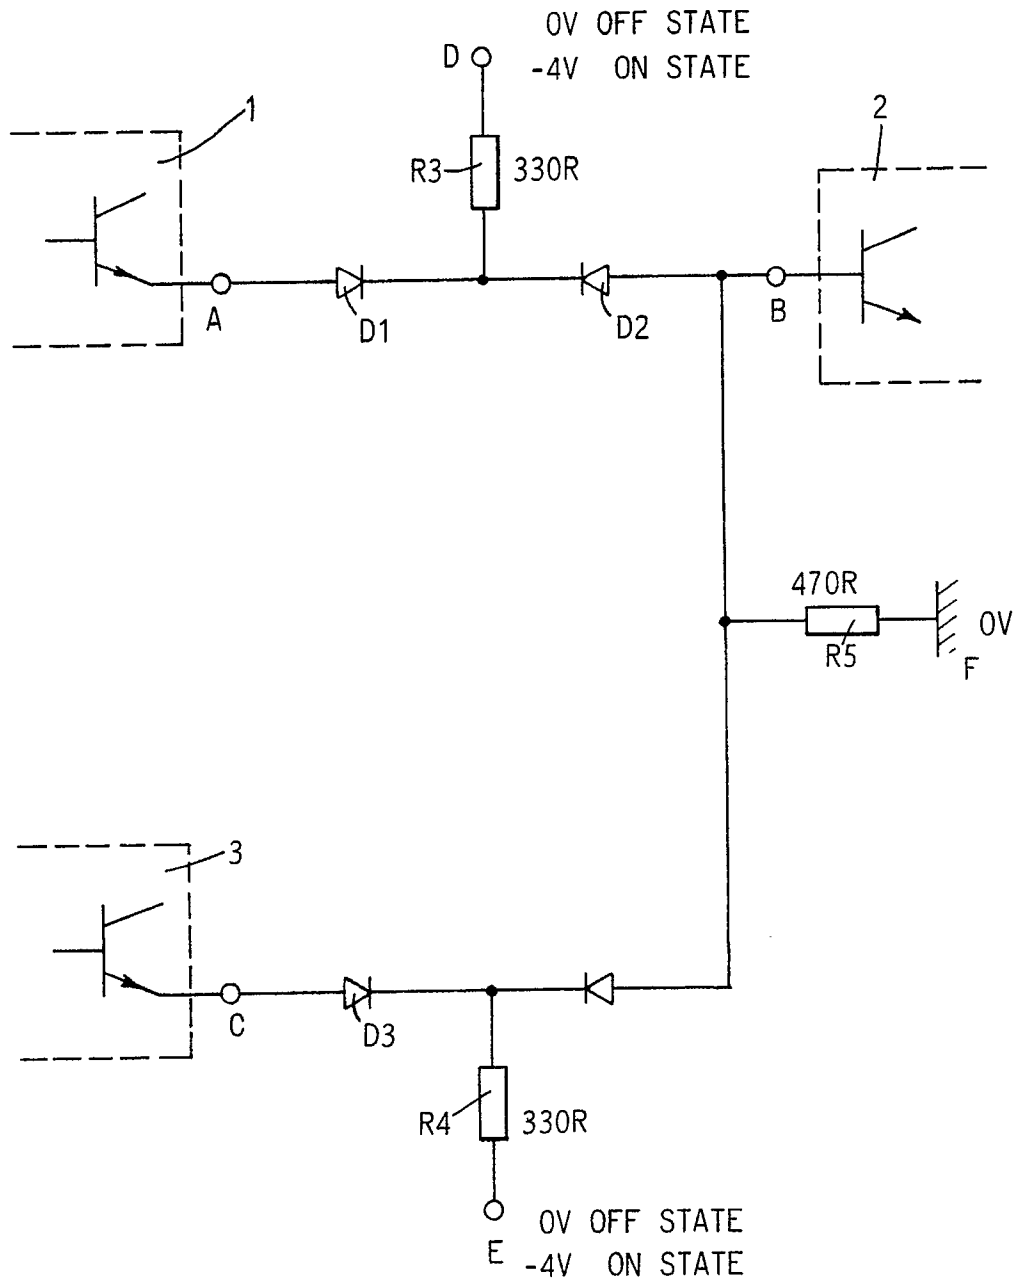 0V OFF STATE
D
-4V ON STATE
1
2
R3
330R
A
D1
D2
B
470R
R5
0V
F
3
C
D3
R4
330R
E
0V OFF STATE
-4V ON STATE